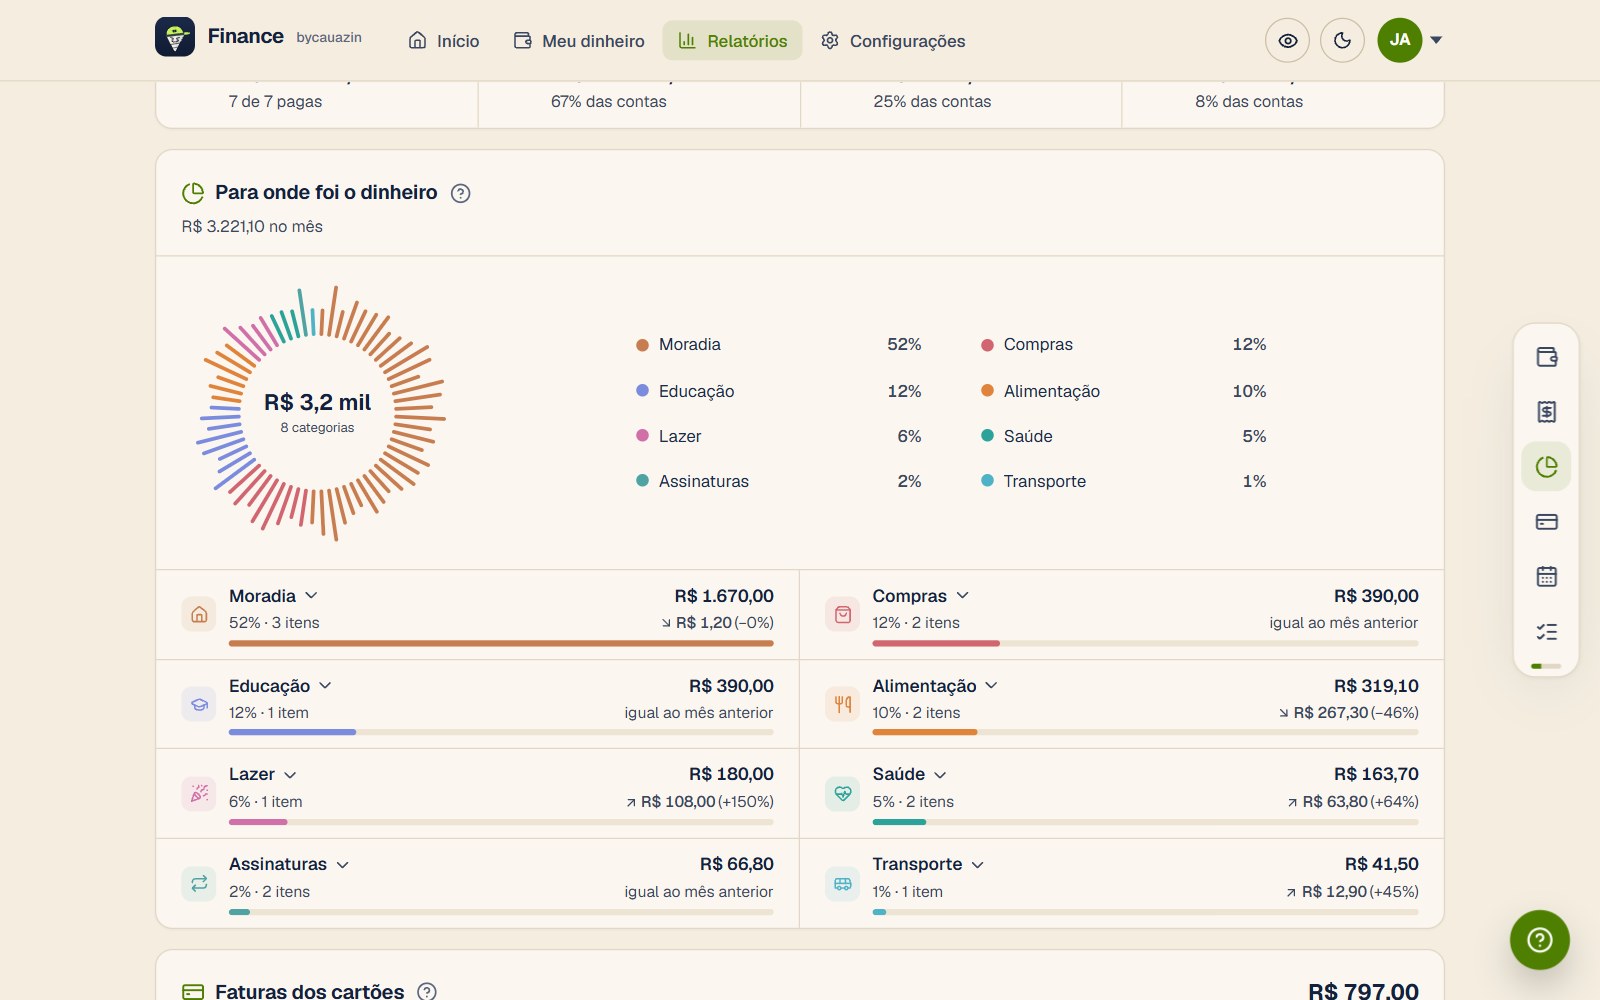 Finance bycauazin
Início
Meu dinheiro
Relatórios
Configurações
JA
7 de 7 pagas
67% das contas
25% das contas
8% das contas
Para onde foi o dinheiro
R$ 3.221,10 no mês
R$ 3,2 mil
8 categorias
Moradia 52%
Compras 12%
Educação 12%
Alimentação 10%
Lazer 6%
Saúde 5%
Assinaturas 2%
Transporte 1%
Moradia R$ 1.670,00
52% · 3 itens ↘ R$ 1,20 (−0%)
Compras R$ 390,00
12% · 2 itens igual ao mês anterior
Educação R$ 390,00
12% · 1 item igual ao mês anterior
Alimentação R$ 319,10
10% · 2 itens ↘ R$ 267,30 (−46%)
Lazer R$ 180,00
6% · 1 item ↗ R$ 108,00 (+150%)
Saúde R$ 163,70
5% · 2 itens ↗ R$ 63,80 (+64%)
Assinaturas R$ 66,80
2% · 2 itens igual ao mês anterior
Transporte R$ 41,50
1% · 1 item ↗ R$ 12,90 (+45%)
Faturas dos cartões R$ 797,00